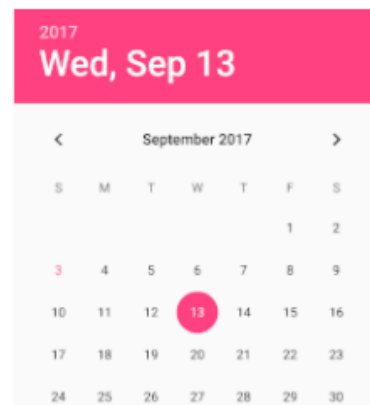 2017
Wed, Sep 13
September 2017
S M T W T F S
1 2
3 4 5 6 7 8 9
10 11 12 13 14 15 16
17 18 19 20 21 22 23
24 25 26 27 28 29 30